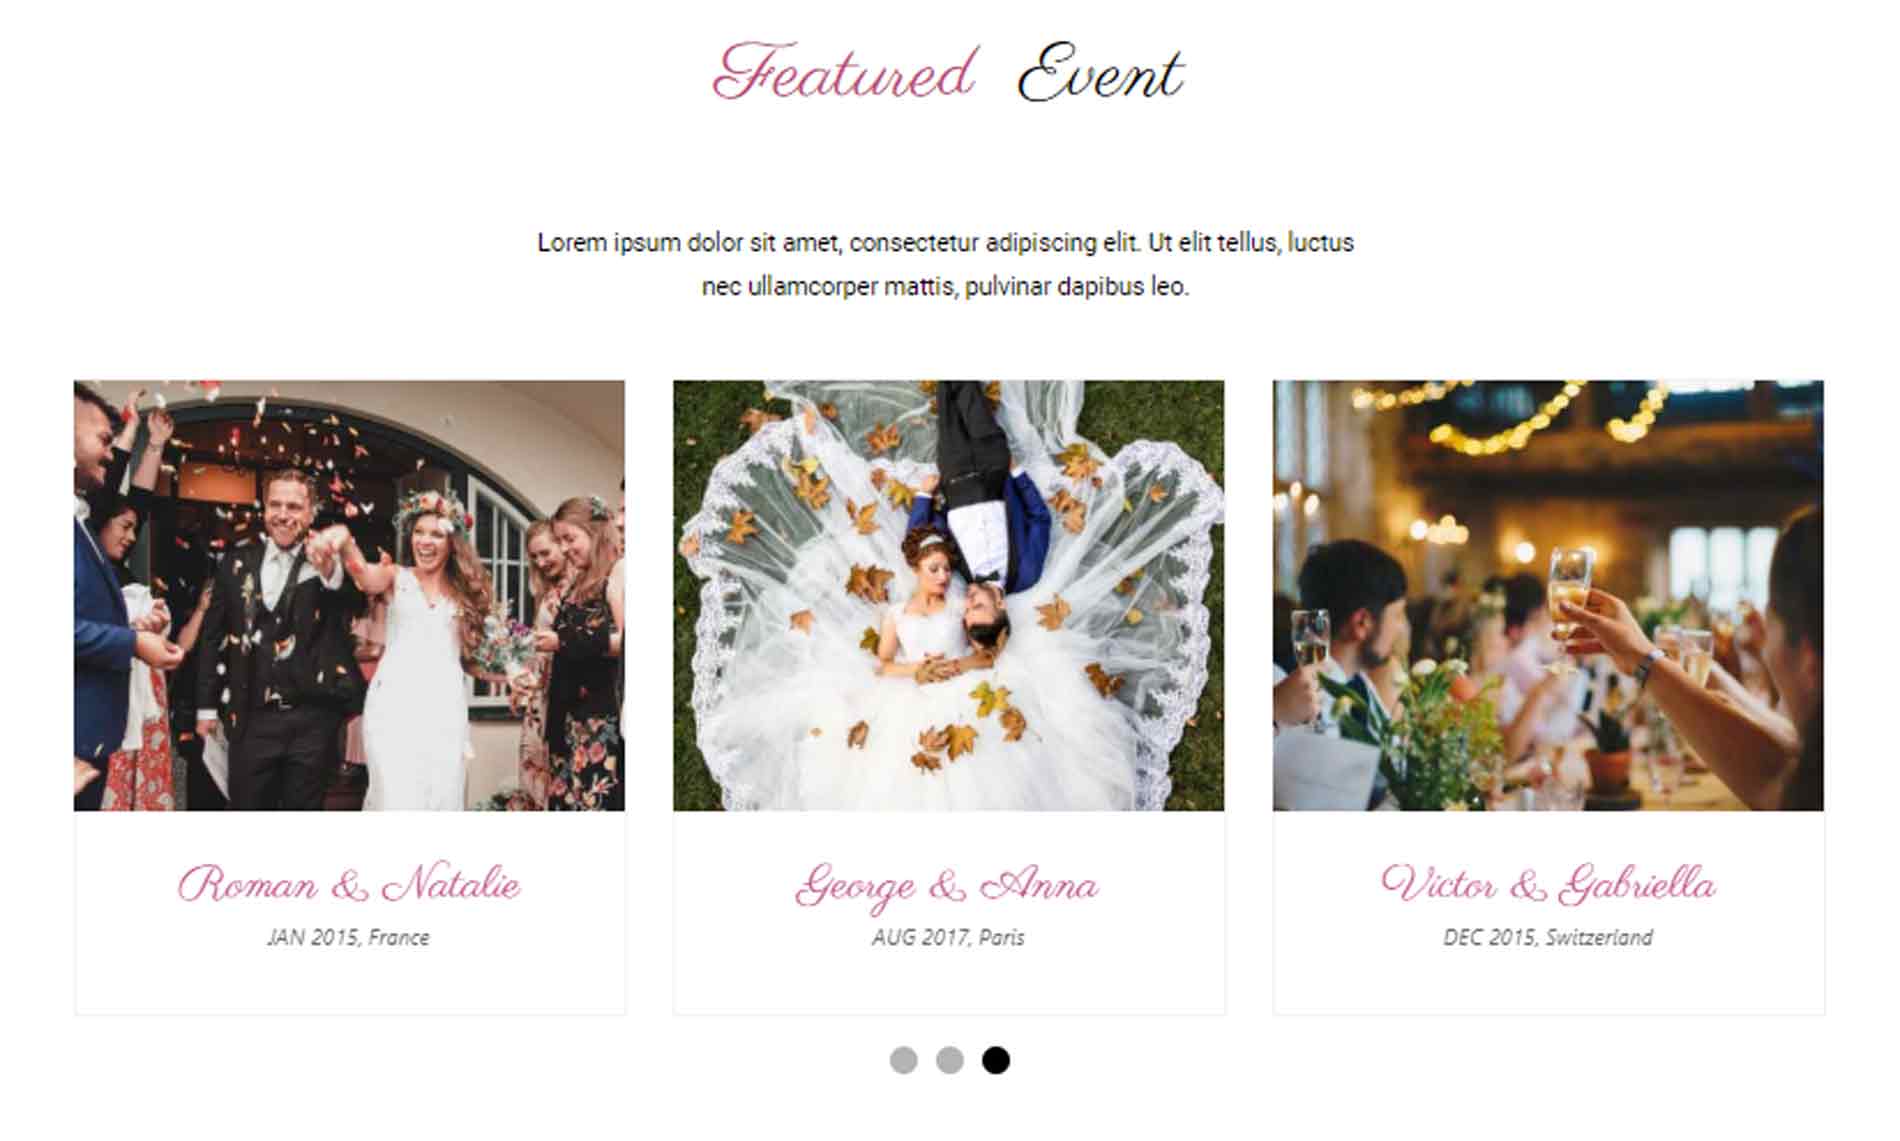 Featured Event
Lorem ipsum dolor sit amet, consectetur adipiscing elit. Ut elit tellus, luctus
nec ullamcorper mattis, pulvinar dapibus leo.
Roman & Natalie
JAN 2015, France
George & Anna
AUG 2017, Paris
Victor & Gabriella
DEC 2015, Switzerland